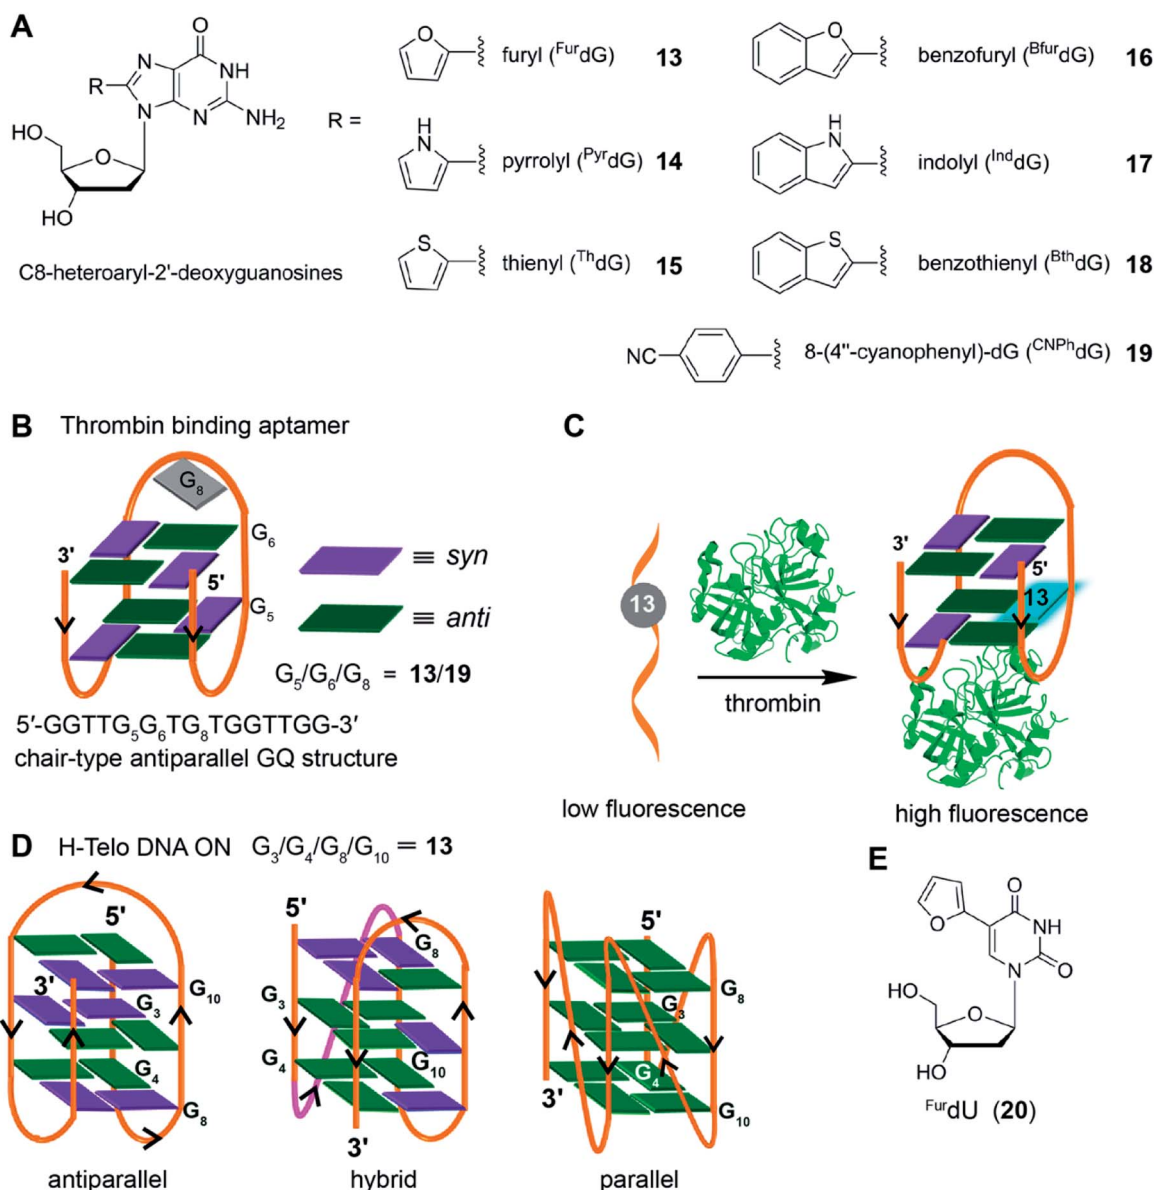 A
O
N
NH
R
N
N
NH₂
HO
O
HO
C8-heteroaryl-2'-deoxyguanosines
R =
O
furyl (ᶠᵘʳdG) 13
H
N
pyrrolyl (ᴾʸʳdG) 14
S
thienyl (ᵀʰdG) 15
O
benzofuryl (ᴮᶠᵘʳdG) 16
H
N
indolyl (ᴵⁿᵈdG) 17
S
benzothienyl (ᴮᵗʰdG) 18
NC
8-(4"-cyanophenyl)-dG (ᶜᴺᴾʰdG) 19
B Thrombin binding aptamer
G₈
G₆
3'
5'
G₅
≡ syn
≡ anti
G₅/G₆/G₈ = 13/19
5′-GGTTG₅G₆TG₈TGGTTGG-3′
chair-type antiparallel GQ structure
C
13
thrombin
3'
5'
13
low fluorescence
high fluorescence
D H-Telo DNA ON G₃/G₄/G₈/G₁₀ = 13
5'
3'
G₁₀
G₃
G₄
G₈
antiparallel
5'
G₈
G₃
G₄
G₁₀
3'
hybrid
5'
G₈
G₃
G₄
3'
G₁₀
parallel
E
O
O
NH
N
O
HO
O
HO
ᶠᵘʳdU (20)